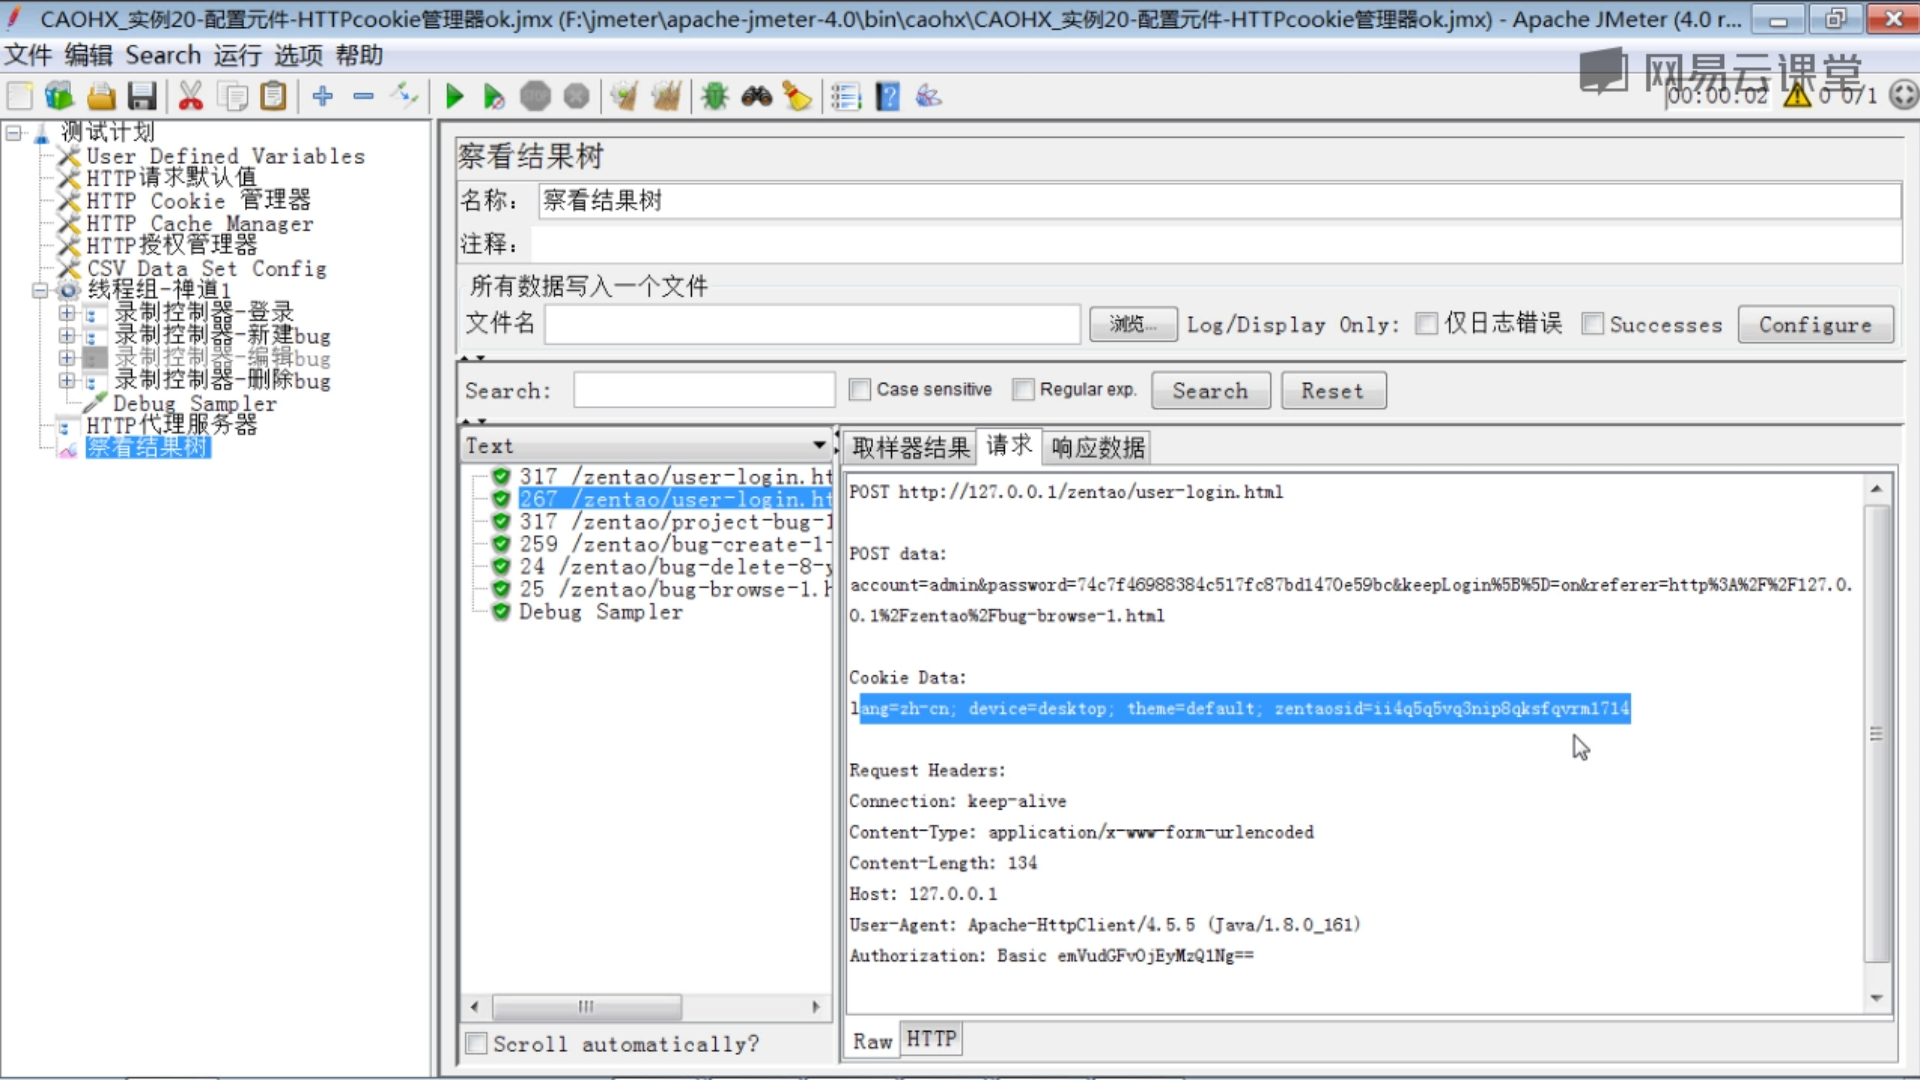 CAOHX_实例20-配置元件-HTTPcookie管理器ok.jmx (F:\jmeter\apache-jmeter-4.0\bin\caohx\CAOHX_实例20-配置元件-HTTPcookie管理器ok.jmx) - Apache JMeter (4.0 r...
文件 编辑 Search 运行 选项 帮助
网易云课堂
00:00:02 0 0/1
测试计划
User Defined Variables
HTTP请求默认值
HTTP Cookie 管理器
HTTP Cache Manager
HTTP授权管理器
CSV Data Set Config
线程组-禅道1
录制控制器-登录
录制控制器-新建bug
录制控制器-编辑bug
录制控制器-删除bug
Debug Sampler
HTTP代理服务器
察看结果树
察看结果树
名称： 察看结果树
注释：
所有数据写入一个文件
文件名 浏览... Log/Display Only: 仅日志错误 Successes Configure
Search: Case sensitive Regular exp. Search Reset
Text
317 /zentao/user-login.ht
267 /zentao/user-login.ht
317 /zentao/project-bug-1
259 /zentao/bug-create-1-
24 /zentao/bug-delete-8-y
25 /zentao/bug-browse-1.h
Debug Sampler
Scroll automatically?
取样器结果 请求 响应数据
POST http://127.0.0.1/zentao/user-login.html
POST data:
account=admin&password=74c7f46988384c517fc87bd1470e59bc&keepLogin%5B%5D=on&referer=http%3A%2F%2F127.0.
0.1%2Fzentao%2Fbug-browse-1.html
Cookie Data:
lang=zh-cn; device=desktop; theme=default; zentaosid=ii4q5q5vq3nip8qksfqvrm1714
Request Headers:
Connection: keep-alive
Content-Type: application/x-www-form-urlencoded
Content-Length: 134
Host: 127.0.0.1
User-Agent: Apache-HttpClient/4.5.5 (Java/1.8.0_161)
Authorization: Basic emVudGFvOjEyMzQ1Ng==
Raw HTTP